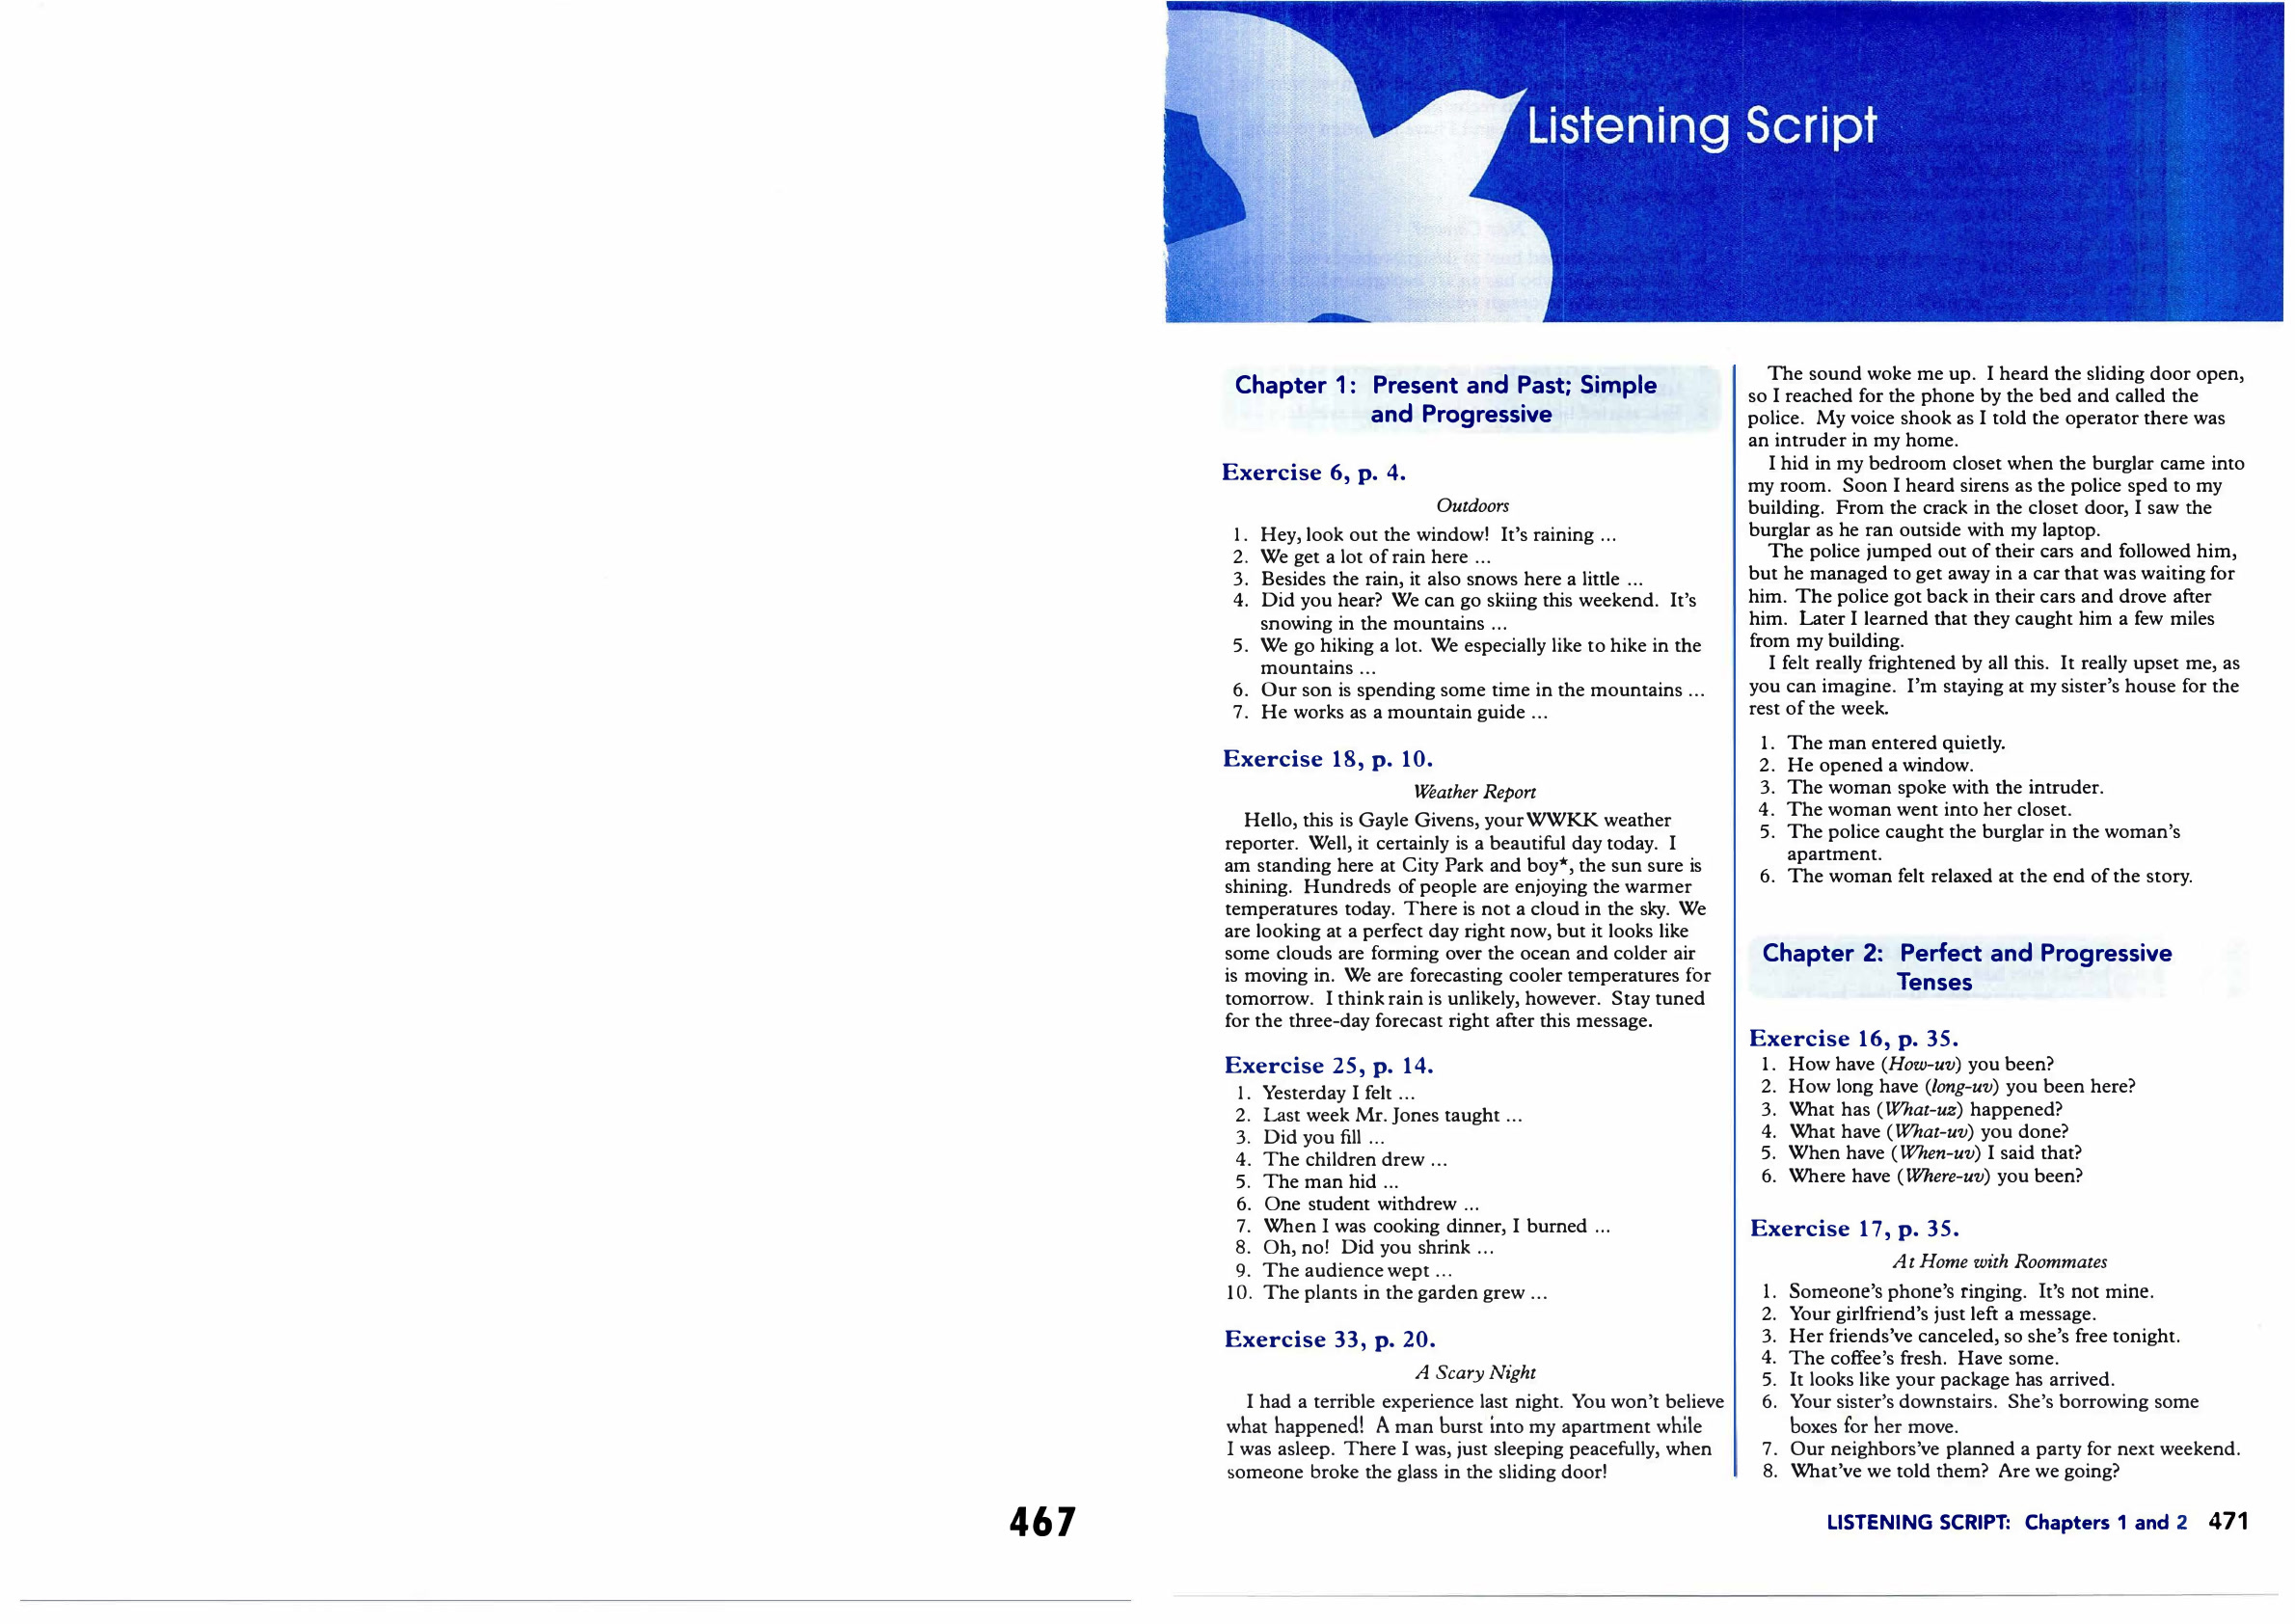 467
Listening Script
Chapter 1: Present and Past; Simple
and Progressive
Exercise 6, p. 4.
Outdoors
1. Hey, look out the window! It's raining ...
2. We get a lot of rain here ...
3. Besides the rain, it also snows here a little ...
4. Did you hear? We can go skiing this weekend. It's
snowing in the mountains ...
5. We go hiking a lot. We especially like to hike in the
mountains ...
6. Our son is spending some time in the mountains ...
7. He works as a mountain guide ...
Exercise 18, p. 10.
Weather Report
Hello, this is Gayle Givens, your WWKK weather
reporter. Well, it certainly is a beautiful day today. I
am standing here at City Park and boy*, the sun sure is
shining. Hundreds of people are enjoying the warmer
temperatures today. There is not a cloud in the sky. We
are looking at a perfect day right now, but it looks like
some clouds are forming over the ocean and colder air
is moving in. We are forecasting cooler temperatures for
tomorrow. I think rain is unlikely, however. Stay tuned
for the three-day forecast right after this message.
Exercise 25, p. 14.
1. Yesterday I felt ...
2. Last week Mr. Jones taught ...
3. Did you fill ...
4. The children drew ...
5. The man hid ...
6. One student withdrew ...
7. When I was cooking dinner, I burned ...
8. Oh, no! Did you shrink ...
9. The audience wept ...
10. The plants in the garden grew ...
Exercise 33, p. 20.
A Scary Night
I had a terrible experience last night. You won't believe
what happened! A man burst into my apartment while
I was asleep. There I was, just sleeping peacefully, when
someone broke the glass in the sliding door!
The sound woke me up. I heard the sliding door open,
so I reached for the phone by the bed and called the
police. My voice shook as I told the operator there was
an intruder in my home.
I hid in my bedroom closet when the burglar came into
my room. Soon I heard sirens as the police sped to my
building. From the crack in the closet door, I saw the
burglar as he ran outside with my laptop.
The police jumped out of their cars and followed him,
but he managed to get away in a car that was waiting for
him. The police got back in their cars and drove after
him. Later I learned that they caught him a few miles
from my building.
I felt really frightened by all this. It really upset me, as
you can imagine. I'm staying at my sister's house for the
rest of the week.
1. The man entered quietly.
2. He opened a window.
3. The woman spoke with the intruder.
4. The woman went into her closet.
5. The police caught the burglar in the woman's
apartment.
6. The woman felt relaxed at the end of the story.
Chapter 2: Perfect and Progressive
Tenses
Exercise 16, p. 35.
1. How have (How-uv) you been?
2. How long have (long-uv) you been here?
3. What has (What-uz) happened?
4. What have (What-uv) you done?
5. When have (When-uv) I said that?
6. Where have (Where-uv) you been?
Exercise 17, p. 35.
At Home with Roommates
1. Someone's phone's ringing. It's not mine.
2. Your girlfriend's just left a message.
3. Her friends've canceled, so she's free tonight.
4. The coffee's fresh. Have some.
5. It looks like your package has arrived.
6. Your sister's downstairs. She's borrowing some
boxes for her move.
7. Our neighbors've planned a party for next weekend.
8. What've we told them? Are we going?
LISTENING SCRIPT: Chapters 1 and 2 471